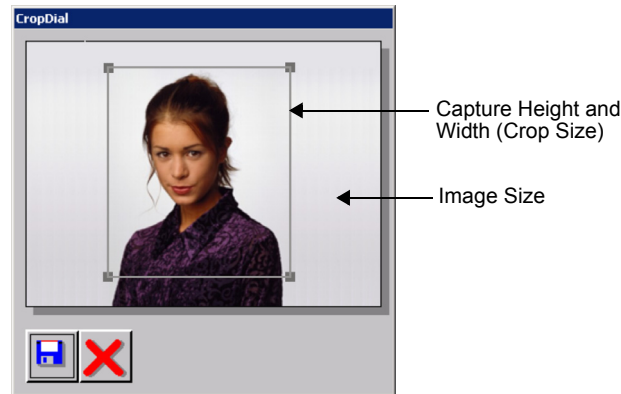 CropDial
Capture Height and
Width (Crop Size)
Image Size